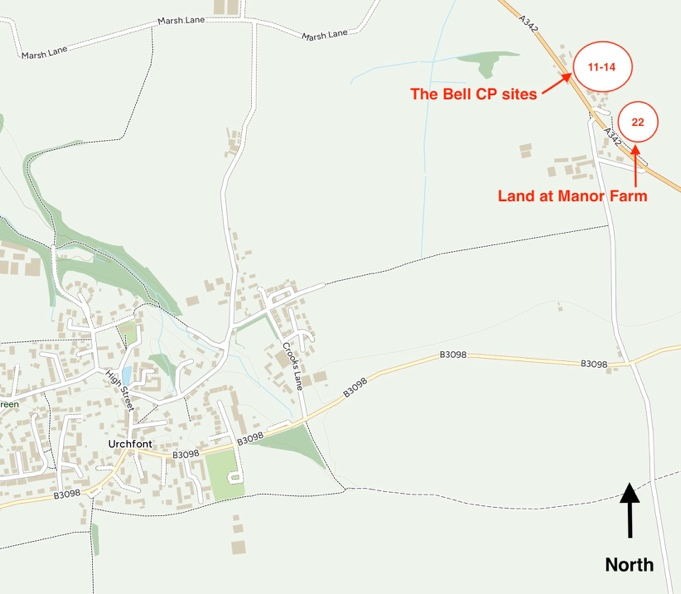 Marsh Lane
Marsh Lane
Marsh Lane
A342
11-14
The Bell CP sites
22
A342
Land at Manor Farm
Crooks Lane
B3098
B3098
High Street
reen
B3098
Urchfont
B3098
B3098
North